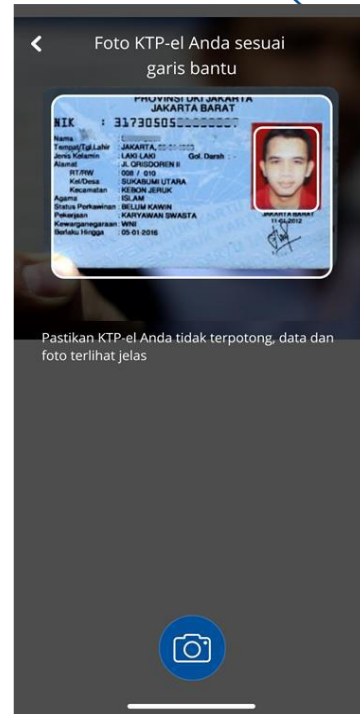 Foto KTP-el Anda sesuai
garis bantu
PROVINSI DKI JAKARTA
JAKARTA BARAT
NIK : 31730505
Nama :
Tempat/Tgl.Lahir : JAKARTA,
Jenis Kelamin : LAKI-LAKI Gol. Darah : -
Alamat : JL.
RT/RW : 008 / 010
Kel/Desa : SUKABUMI UTARA
Kecamatan : KEBON JERUK
Agama : ISLAM
Status Perkawinan : BELUM KAWIN
Pekerjaan : KARYAWAN SWASTA
Kewarganegaraan : WNI
Berlaku Hingga : 05-01-2016
JAKARTA BARAT
11-01-2012
Pastikan KTP-el Anda tidak terpotong, data dan
foto terlihat jelas